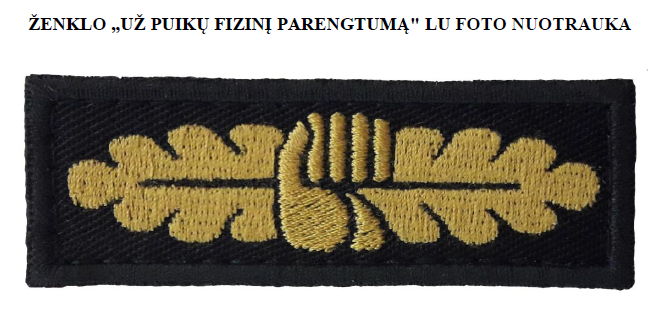 ŽENKLO „UŽ PUIKŲ FIZINĮ PARENGTUMĄ" LU FOTO NUOTRAUKA